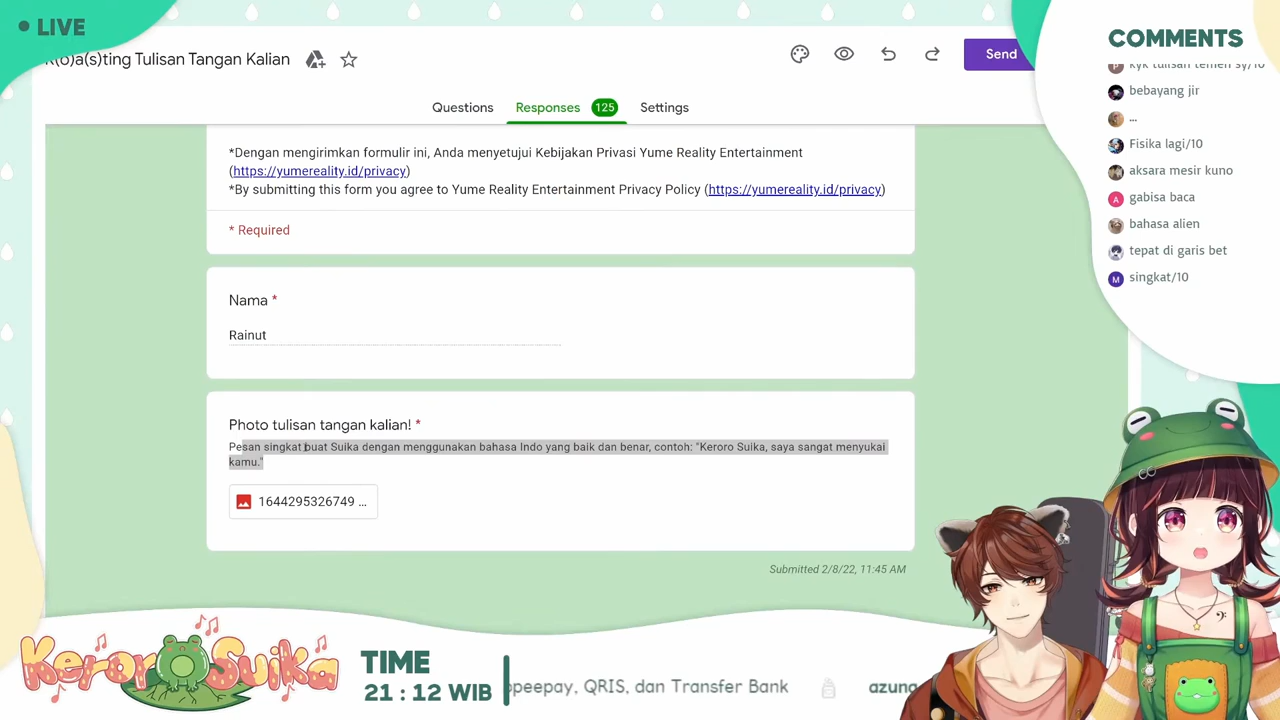 LIVE
k(o)a(s)ting Tulisan Tangan Kalian
Send
Questions
Responses 125
Settings
*Dengan mengirimkan formulir ini, Anda menyetujui Kebijakan Privasi Yume Reality Entertainment
(https://yumereality.id/privacy)
*By submitting this form you agree to Yume Reality Entertainment Privacy Policy (https://yumereality.id/privacy)
* Required
Nama *
Rainut
Photo tulisan tangan kalian! *
Pesan singkat buat Suika dengan menggunakan bahasa Indo yang baik dan benar, contoh: "Keroro Suika, saya sangat menyukai
kamu."
1644295326749 ...
Submitted 2/8/22, 11:45 AM
COMMENTS
kyk tulisan temen sy/10
bebayang jir
...
Fisika lagi/10
aksara mesir kuno
A gabisa baca
bahasa alien
tepat di garis bet
M singkat/10
Keroro Suika
TIME
21 : 12 WIB
opeepay, QRIS, dan Transfer Bank
azuna